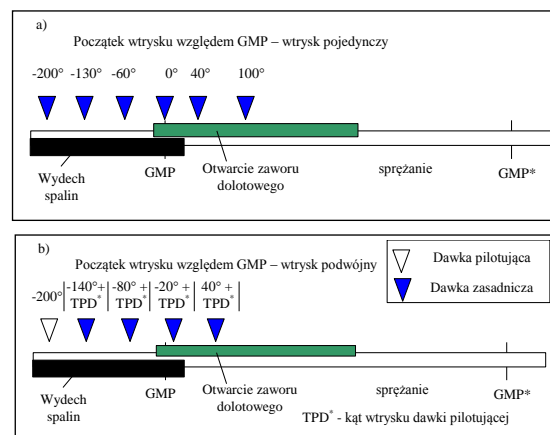 a)
Początek wtrysku względem GMP – wtrysk pojedynczy
-200° -130° -60° 0° 40° 100°
Wydech
spalin
GMP
Otwarcie zaworu
dolotowego
sprężanie
GMP*
b)
Początek wtrysku względem GMP – wtrysk podwójny
Dawka pilotująca
Dawka zasadnicza
-200° |-140°+ |-80° + |-20° + |40° + |
TPD* | TPD* | TPD* | TPD* |
Wydech
spalin
GMP
Otwarcie zaworu
dolotowego
sprężanie
GMP*
TPD* - kąt wtrysku dawki pilotującej